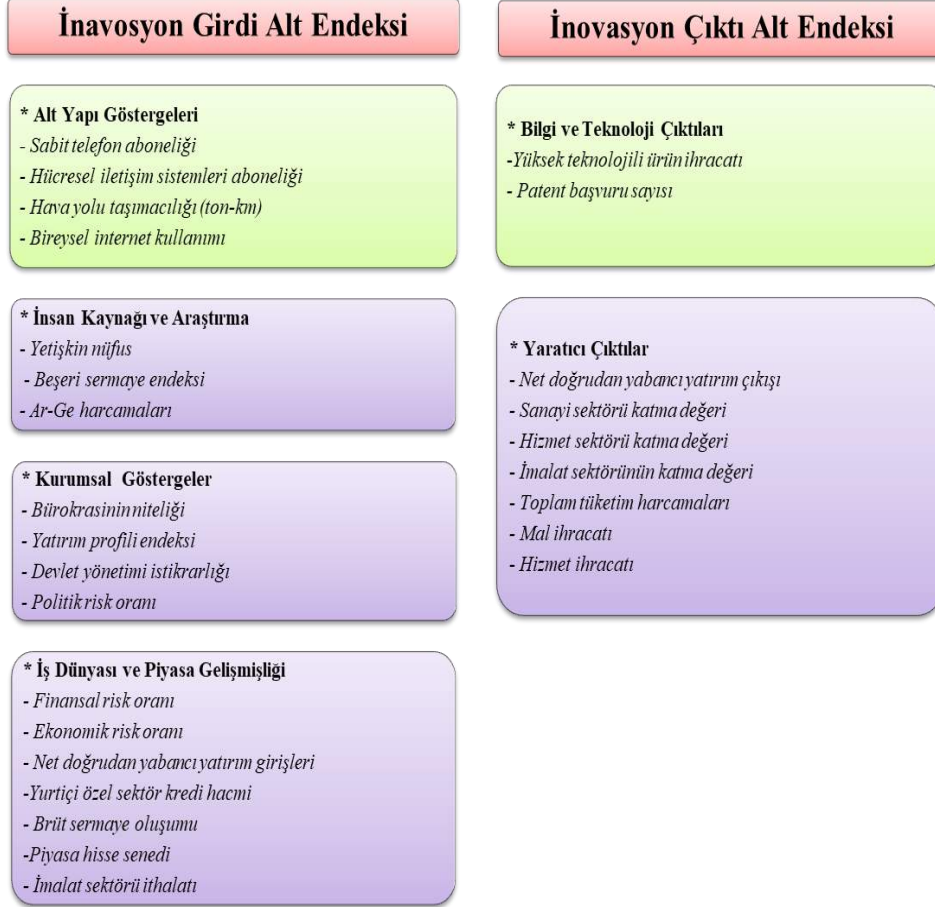 İnavosyon Girdi Alt Endeksi
* Alt Yapı Göstergeleri
- Sabit telefon aboneliği
- Hücresel iletişim sistemleri aboneliği
- Hava yolu taşımacılığı (ton-km)
- Bireysel internet kullanımı
* İnsan Kaynağı ve Araştırma
- Yetişkin nüfus
- Beşeri sermaye endeksi
- Ar-Ge harcamaları
* Kurumsal Göstergeler
- Bürokrasinin niteliği
- Yatırım profili endeksi
- Devlet yönetimi istikrarlığı
- Politik risk oranı
* İş Dünyası ve Piyasa Gelişmişliği
- Finansal risk oranı
- Ekonomik risk oranı
- Net doğrudan yabancı yatırım girişleri
-Yurtiçi özel sektör kredi hacmi
- Brüt sermaye oluşumu
-Piyasa hisse senedi
- İmalat sektörü ithalatı
İnovasyon Çıktı Alt Endeksi
* Bilgi ve Teknoloji Çıktıları
-Yüksek teknolojili ürün ihracatı
- Patent başvuru sayısı
* Yaratıcı Çıktılar
- Net doğrudan yabancı yatırım çıkışı
- Sanayi sektörü katma değeri
- Hizmet sektörü katma değeri
- İmalat sektörünün katma değeri
- Toplam tüketim harcamaları
- Mal ihracatı
- Hizmet ihracatı